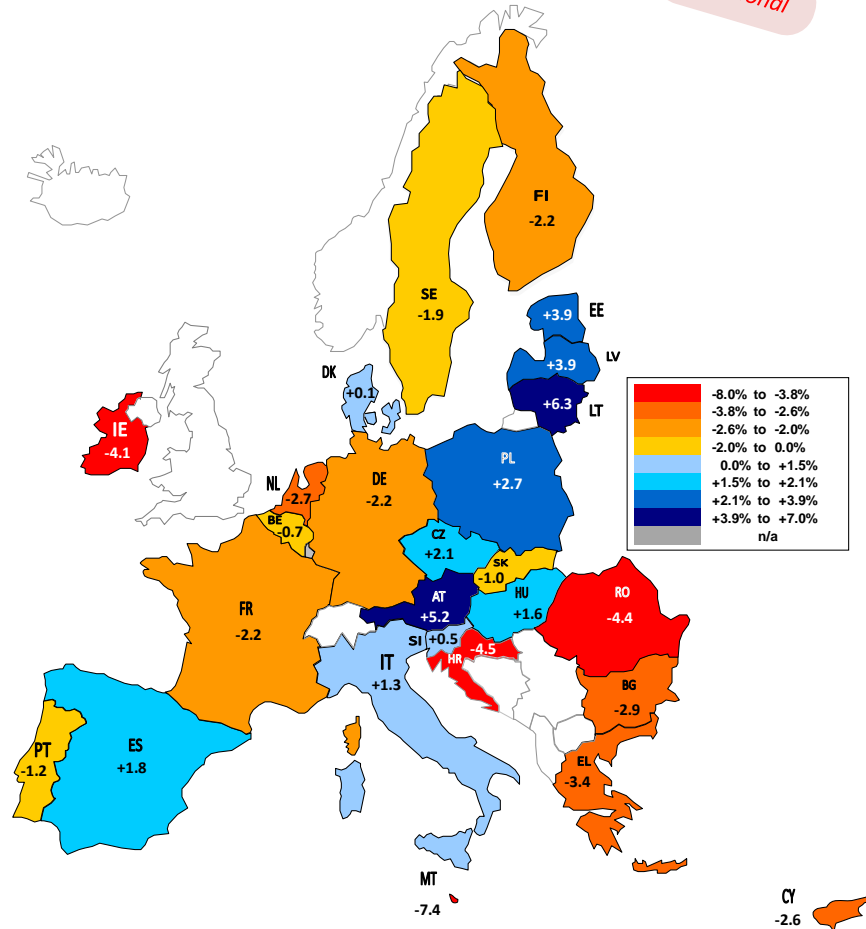 FI
-2.2
SE
-1.9
EE
+3.9
LV
+3.9
LT
+6.3
DK
+0.1
IE
-4.1
NL
-2.7
DE
-2.2
PL
+2.7
BE
-0.7
CZ
+2.1
SK
-1.0
AT
+5.2
HU
+1.6
RO
-4.4
FR
-2.2
SI
+0.5
HR
-4.5
IT
+1.3
BG
-2.9
PT
-1.2
ES
+1.8
EL
-3.4
MT
-7.4
CY
-2.6
-8.0% to -3.8%
-3.8% to -2.6%
-2.6% to -2.0%
-2.0% to 0.0%
0.0% to +1.5%
+1.5% to +2.1%
+2.1% to +3.9%
+3.9% to +7.0%
n/a